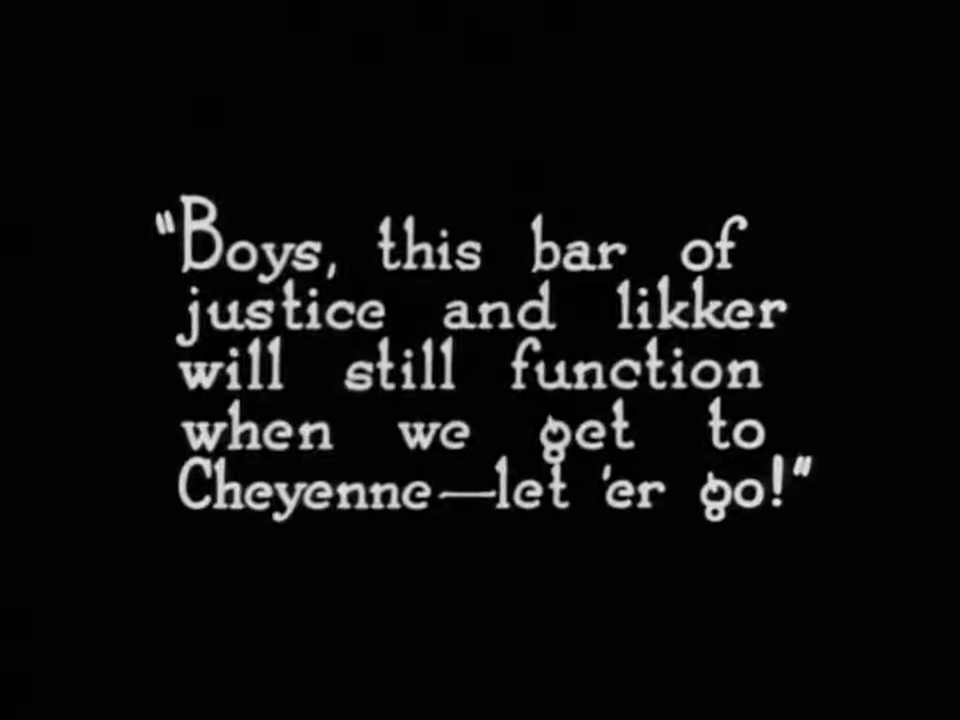 "Boys, this bar of
justice and likker
will still function
when we get to
Cheyenne—let 'er go!"